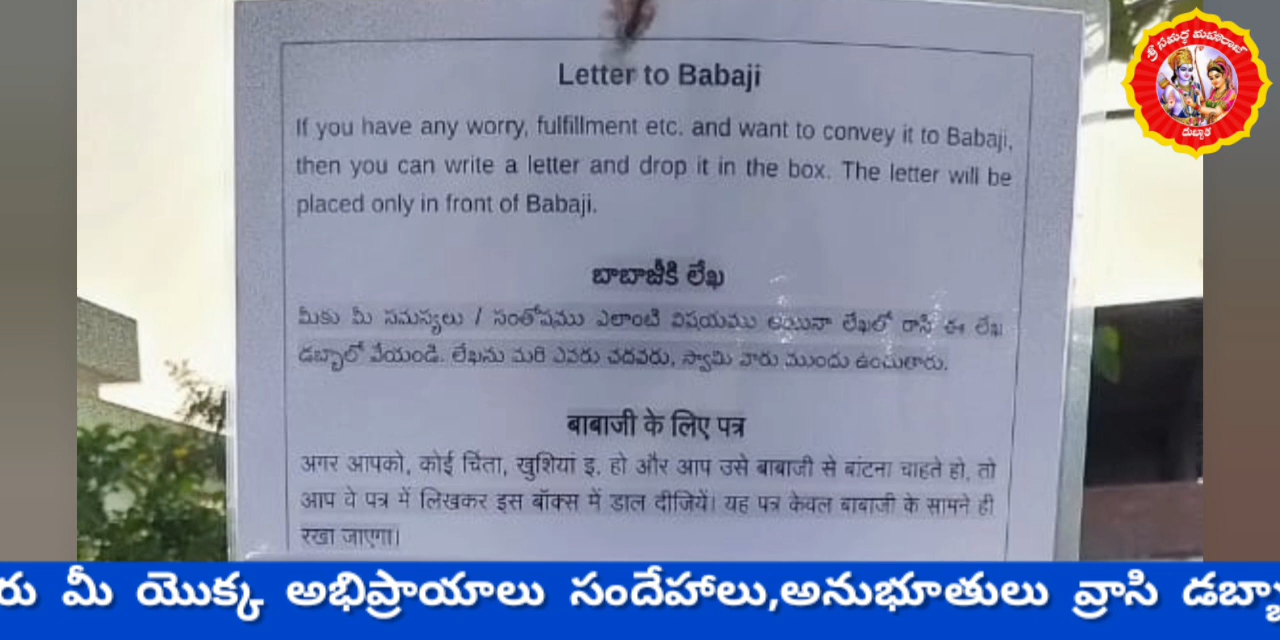 Letter to Babaji
If you have any worry, fulfillment etc. and want to convey it to Babaji,
then you can write a letter and drop it in the box. The letter will be
placed only in front of Babaji.
బాబాజీకి లేఖ
మీకు మీ సమస్యలు / సంతోషము ఎలాంటి విషయము అయినా లేఖలో రాసి ఈ లేఖ
డబ్బాలో వేయండి. లేఖను మరి ఎవరు చదవరు, స్వామి వారు ముందు ఉంచుతారు.
बाबाजी के लिए पत्र
अगर आपको, कोई चिंता, खुशियां इ. हो और आप उसे बाबाजी से बांटना चाहते हो, तो
आप वे पत्र में लिखकर इस बॉक्स में डाल दीजियें। यह पत्र केवल बाबाजी के सामने ही
रखा जाएगा।
శ్రీ సమర్థ మహారాజ్
దుబ్బాక
రు మీ యొక్క అభిప్రాయాలు సందేహాలు,అనుభూతులు వ్రాసి డబ్బా